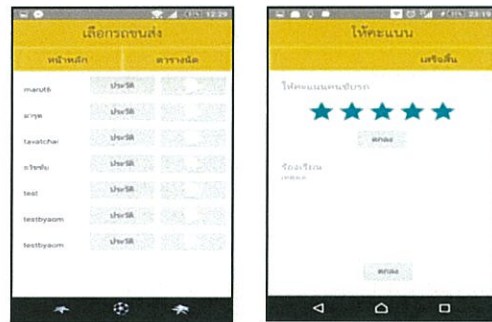 12:29
เลือกรถขนส่ง
หน้าหลัก ตารางนัด
marut6 ประวัติ
มารุต ประวัติ
tavatchai ประวัติ
ธวัชชัย ประวัติ
test ประวัติ
testbyaom ประวัติ
testbyaom ประวัติ
23:19
ให้คะแนน
เสร็จสิ้น
ให้คะแนนคนขับรถ
ตกลง
ร้องเรียน
ตกลง